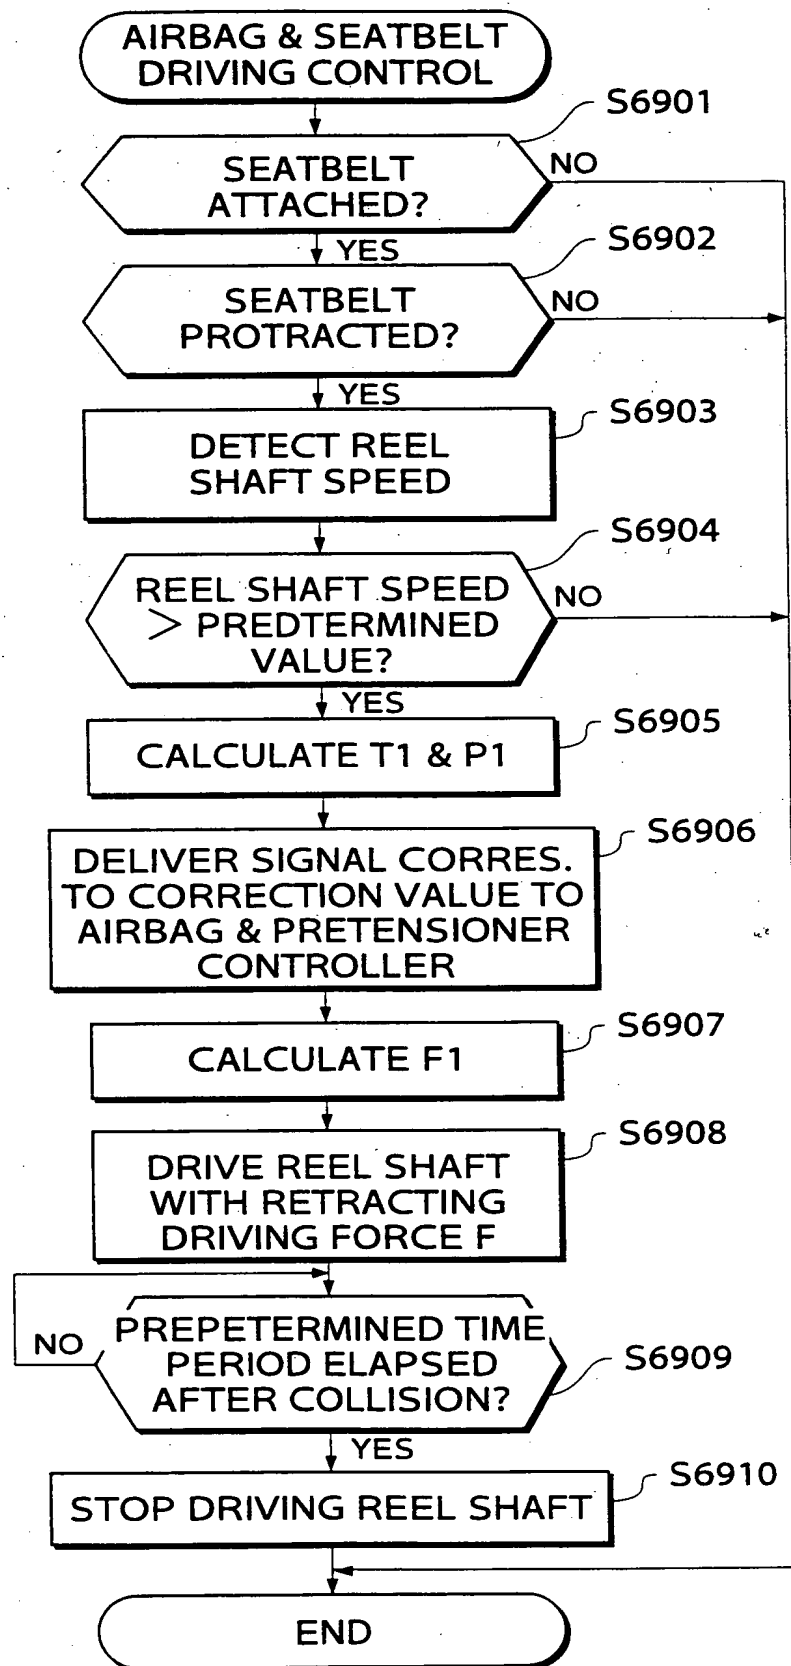 AIRBAG & SEATBELT
DRIVING CONTROL
S6901
SEATBELT
ATTACHED?
NO
YES
S6902
SEATBELT
PROTRACTED?
NO
YES
S6903
DETECT REEL
SHAFT SPEED
S6904
REEL SHAFT SPEED
> PREDTERMINED
VALUE?
NO
YES
S6905
CALCULATE T1 & P1
S6906
DELIVER SIGNAL CORRES.
TO CORRECTION VALUE TO
AIRBAG & PRETENSIONER
CONTROLLER
S6907
CALCULATE F1
S6908
DRIVE REEL SHAFT
WITH RETRACTING
DRIVING FORCE F
PREPETERMINED TIME
PERIOD ELAPSED
AFTER COLLISION?
NO
S6909
YES
S6910
STOP DRIVING REEL SHAFT
END